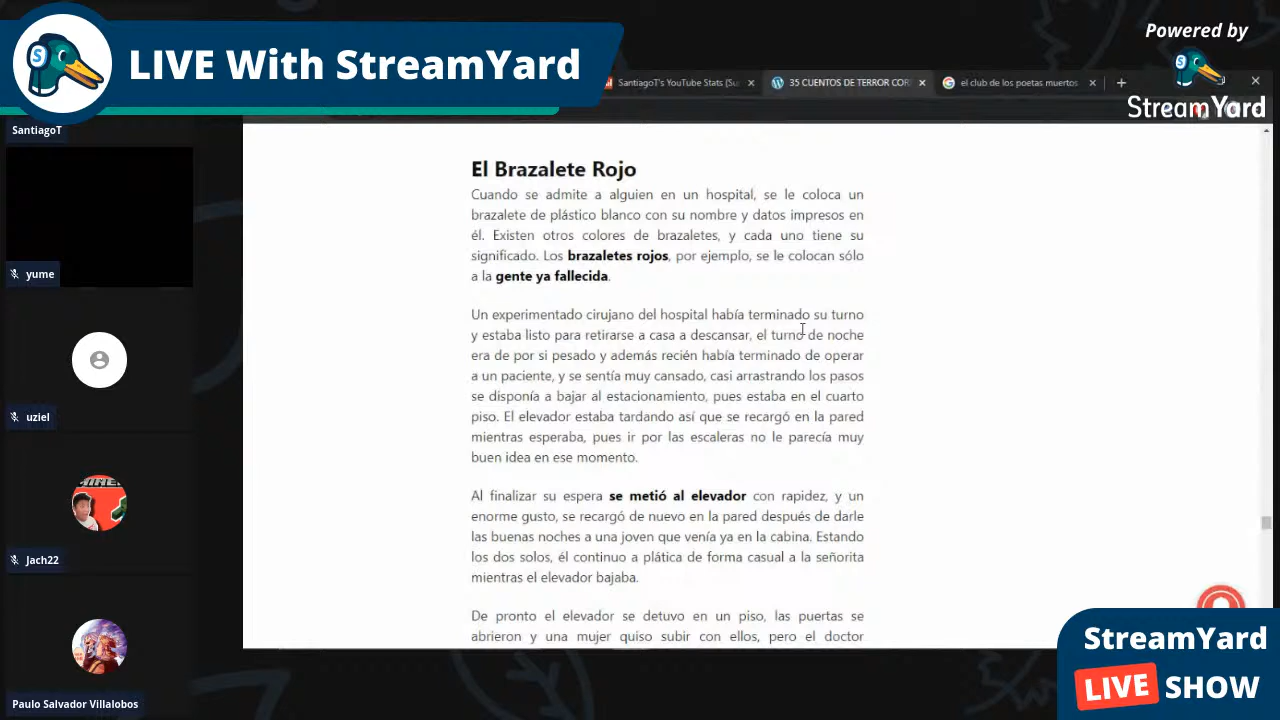 LIVE With StreamYard
Powered by
StreamYard
SantiagoT's YouTube Stats (Su
35 CUENTOS DE TERROR COR
el club de los poetas muertos
SantiagoT
yume
uziel
Jach22
Paulo Salvador Villalobos
El Brazalete Rojo
Cuando se admite a alguien en un hospital, se le coloca un
brazalete de plástico blanco con su nombre y datos impresos en
él. Existen otros colores de brazaletes, y cada uno tiene su
significado. Los brazaletes rojos, por ejemplo, se le colocan sólo
a la gente ya fallecida.
Un experimentado cirujano del hospital había terminado su turno
y estaba listo para retirarse a casa a descansar, el turno de noche
era de por si pesado y además recién había terminado de operar
a un paciente, y se sentía muy cansado, casi arrastrando los pasos
se disponía a bajar al estacionamiento, pues estaba en el cuarto
piso. El elevador estaba tardando así que se recargó en la pared
mientras esperaba, pues ir por las escaleras no le parecía muy
buen idea en ese momento.
Al finalizar su espera se metió al elevador con rapidez, y un
enorme gusto, se recargó de nuevo en la pared después de darle
las buenas noches a una joven que venía ya en la cabina. Estando
los dos solos, él continuo a plática de forma casual a la señorita
mientras el elevador bajaba.
De pronto el elevador se detuvo en un piso, las puertas se
abrieron y una mujer quiso subir con ellos, pero el doctor
StreamYard
LIVE SHOW